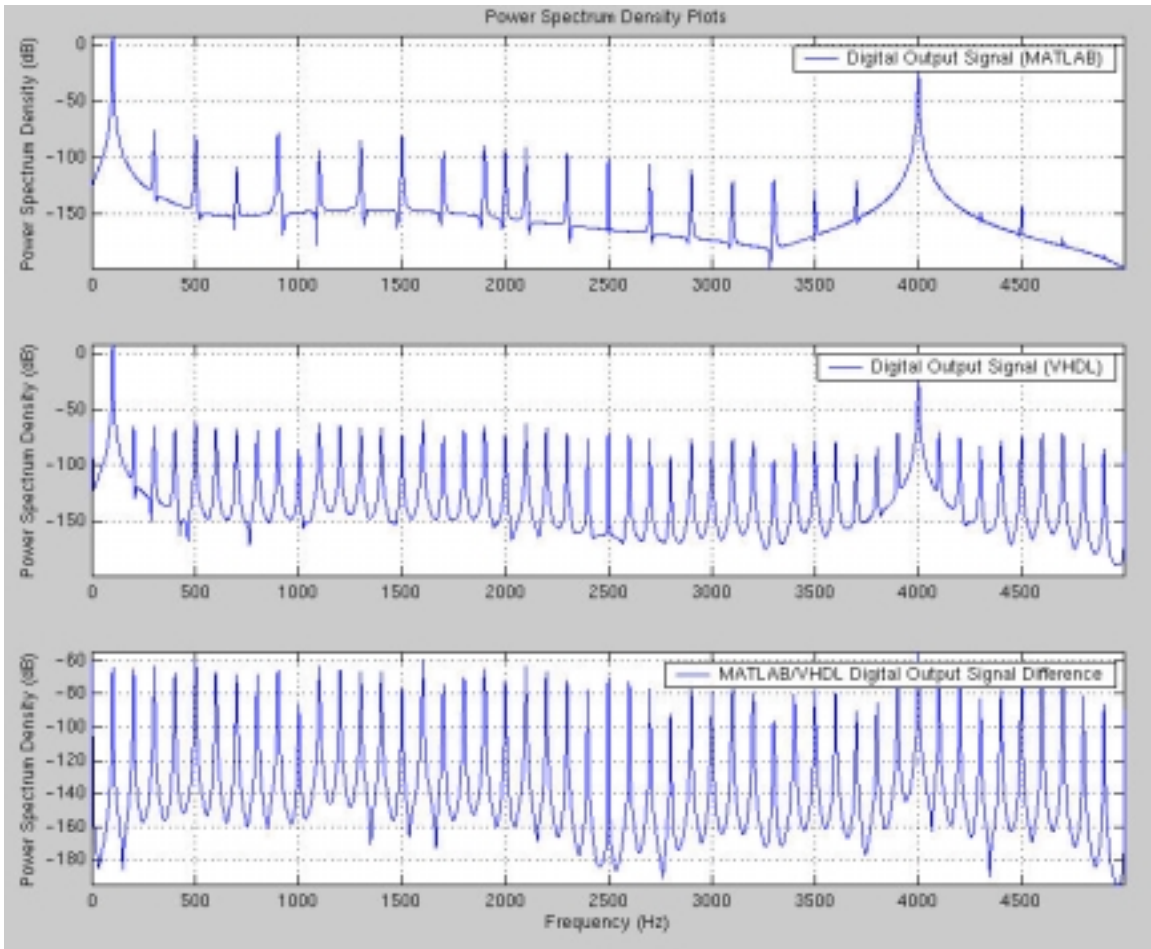 Power Spectrum Density Plots
Power Spectrum Density (dB)
0
−50
−100
−150
Digital Output Signal (MATLAB)
0 500 1000 1500 2000 2500 3000 3500 4000 4500
Power Spectrum Density (dB)
0
−50
−100
−150
Digital Output Signal (VHDL)
0 500 1000 1500 2000 2500 3000 3500 4000 4500
Power Spectrum Density (dB)
−60
−80
−100
−120
−140
−160
−180
MATLAB/VHDL Digital Output Signal Difference
0 500 1000 1500 2000 2500 3000 3500 4000 4500
Frequency (Hz)